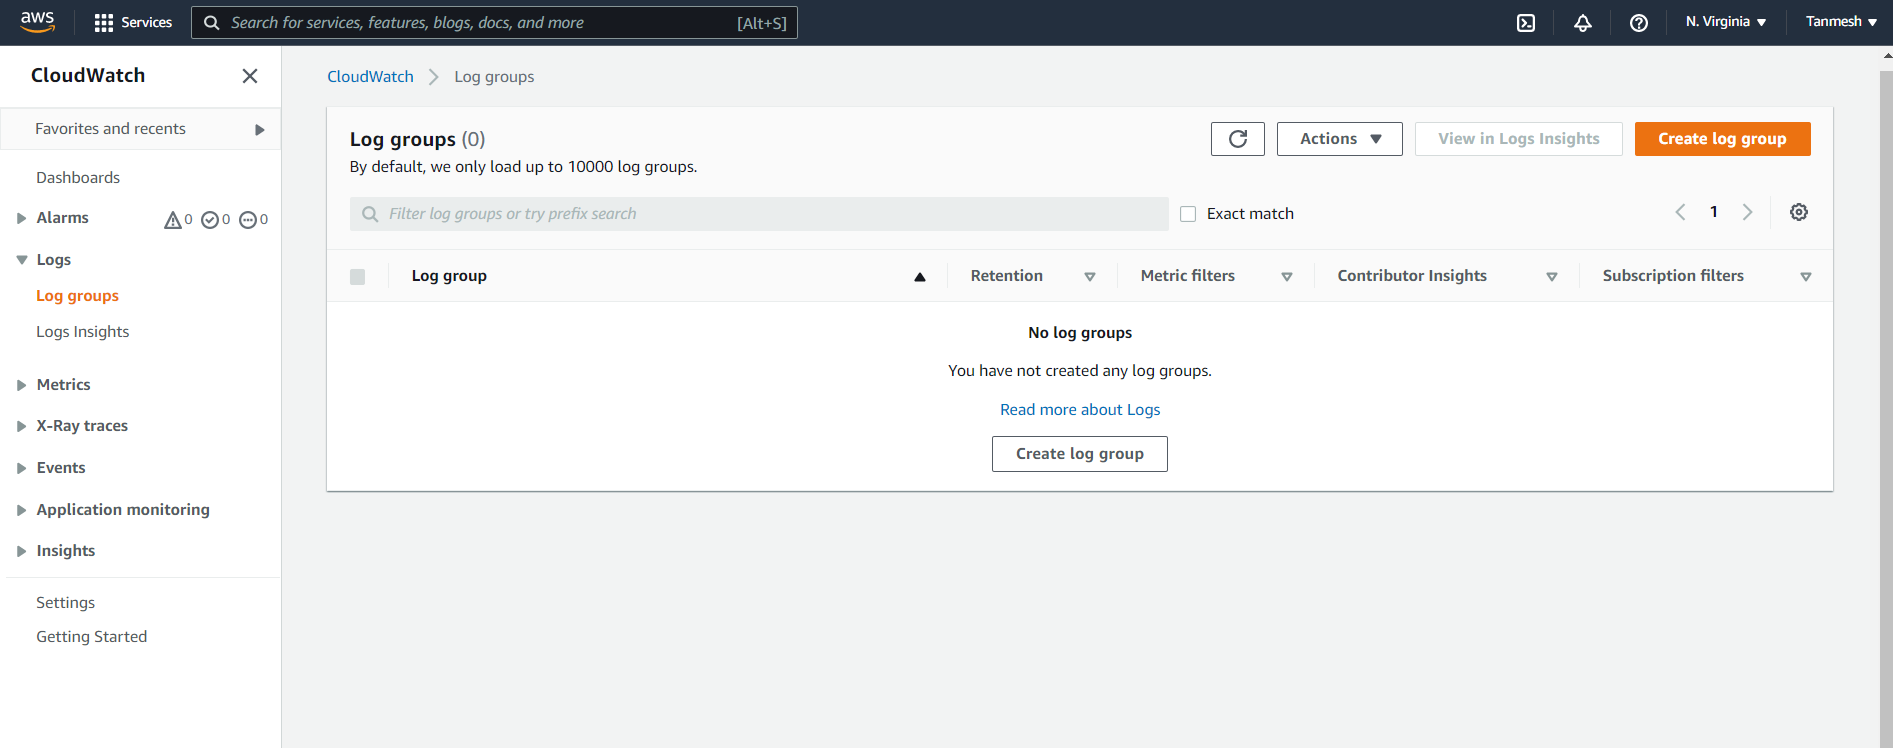 aws Services Search for services, features, blogs, docs, and more [Alt+S] N. Virginia Tanmesh
CloudWatch
Favorites and recents
Dashboards
Alarms 0 0 0
Logs
Log groups
Logs Insights
Metrics
X-Ray traces
Events
Application monitoring
Insights
Settings
Getting Started
CloudWatch Log groups
Log groups (0) Actions View in Logs Insights Create log group
By default, we only load up to 10000 log groups.
Filter log groups or try prefix search Exact match 1
Log group Retention Metric filters Contributor Insights Subscription filters
No log groups
You have not created any log groups.
Read more about Logs
Create log group